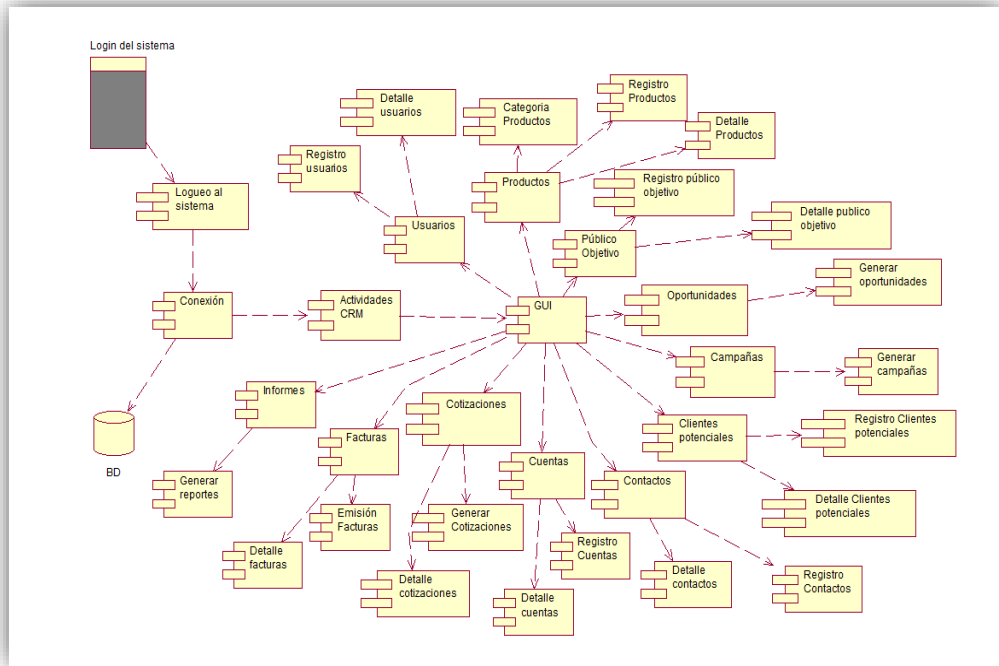 Login del sistema
Logueo al
sistema
Conexión
BD
Actividades
CRM
GUI
Registro
usuarios
Detalle
usuarios
Usuarios
Categoria
Productos
Registro
Productos
Detalle
Productos
Productos
Registro público
objetivo
Detalle publico
objetivo
Público
Objetivo
Oportunidades
Generar
oportunidades
Campañas
Generar
campañas
Clientes
potenciales
Registro Clientes
potenciales
Detalle Clientes
potenciales
Informes
Generar
reportes
Facturas
Detalle
facturas
Emisión
Facturas
Cotizaciones
Generar
Cotizaciones
Detalle
cotizaciones
Cuentas
Registro
Cuentas
Detalle
cuentas
Contactos
Detalle
contactos
Registro
Contactos